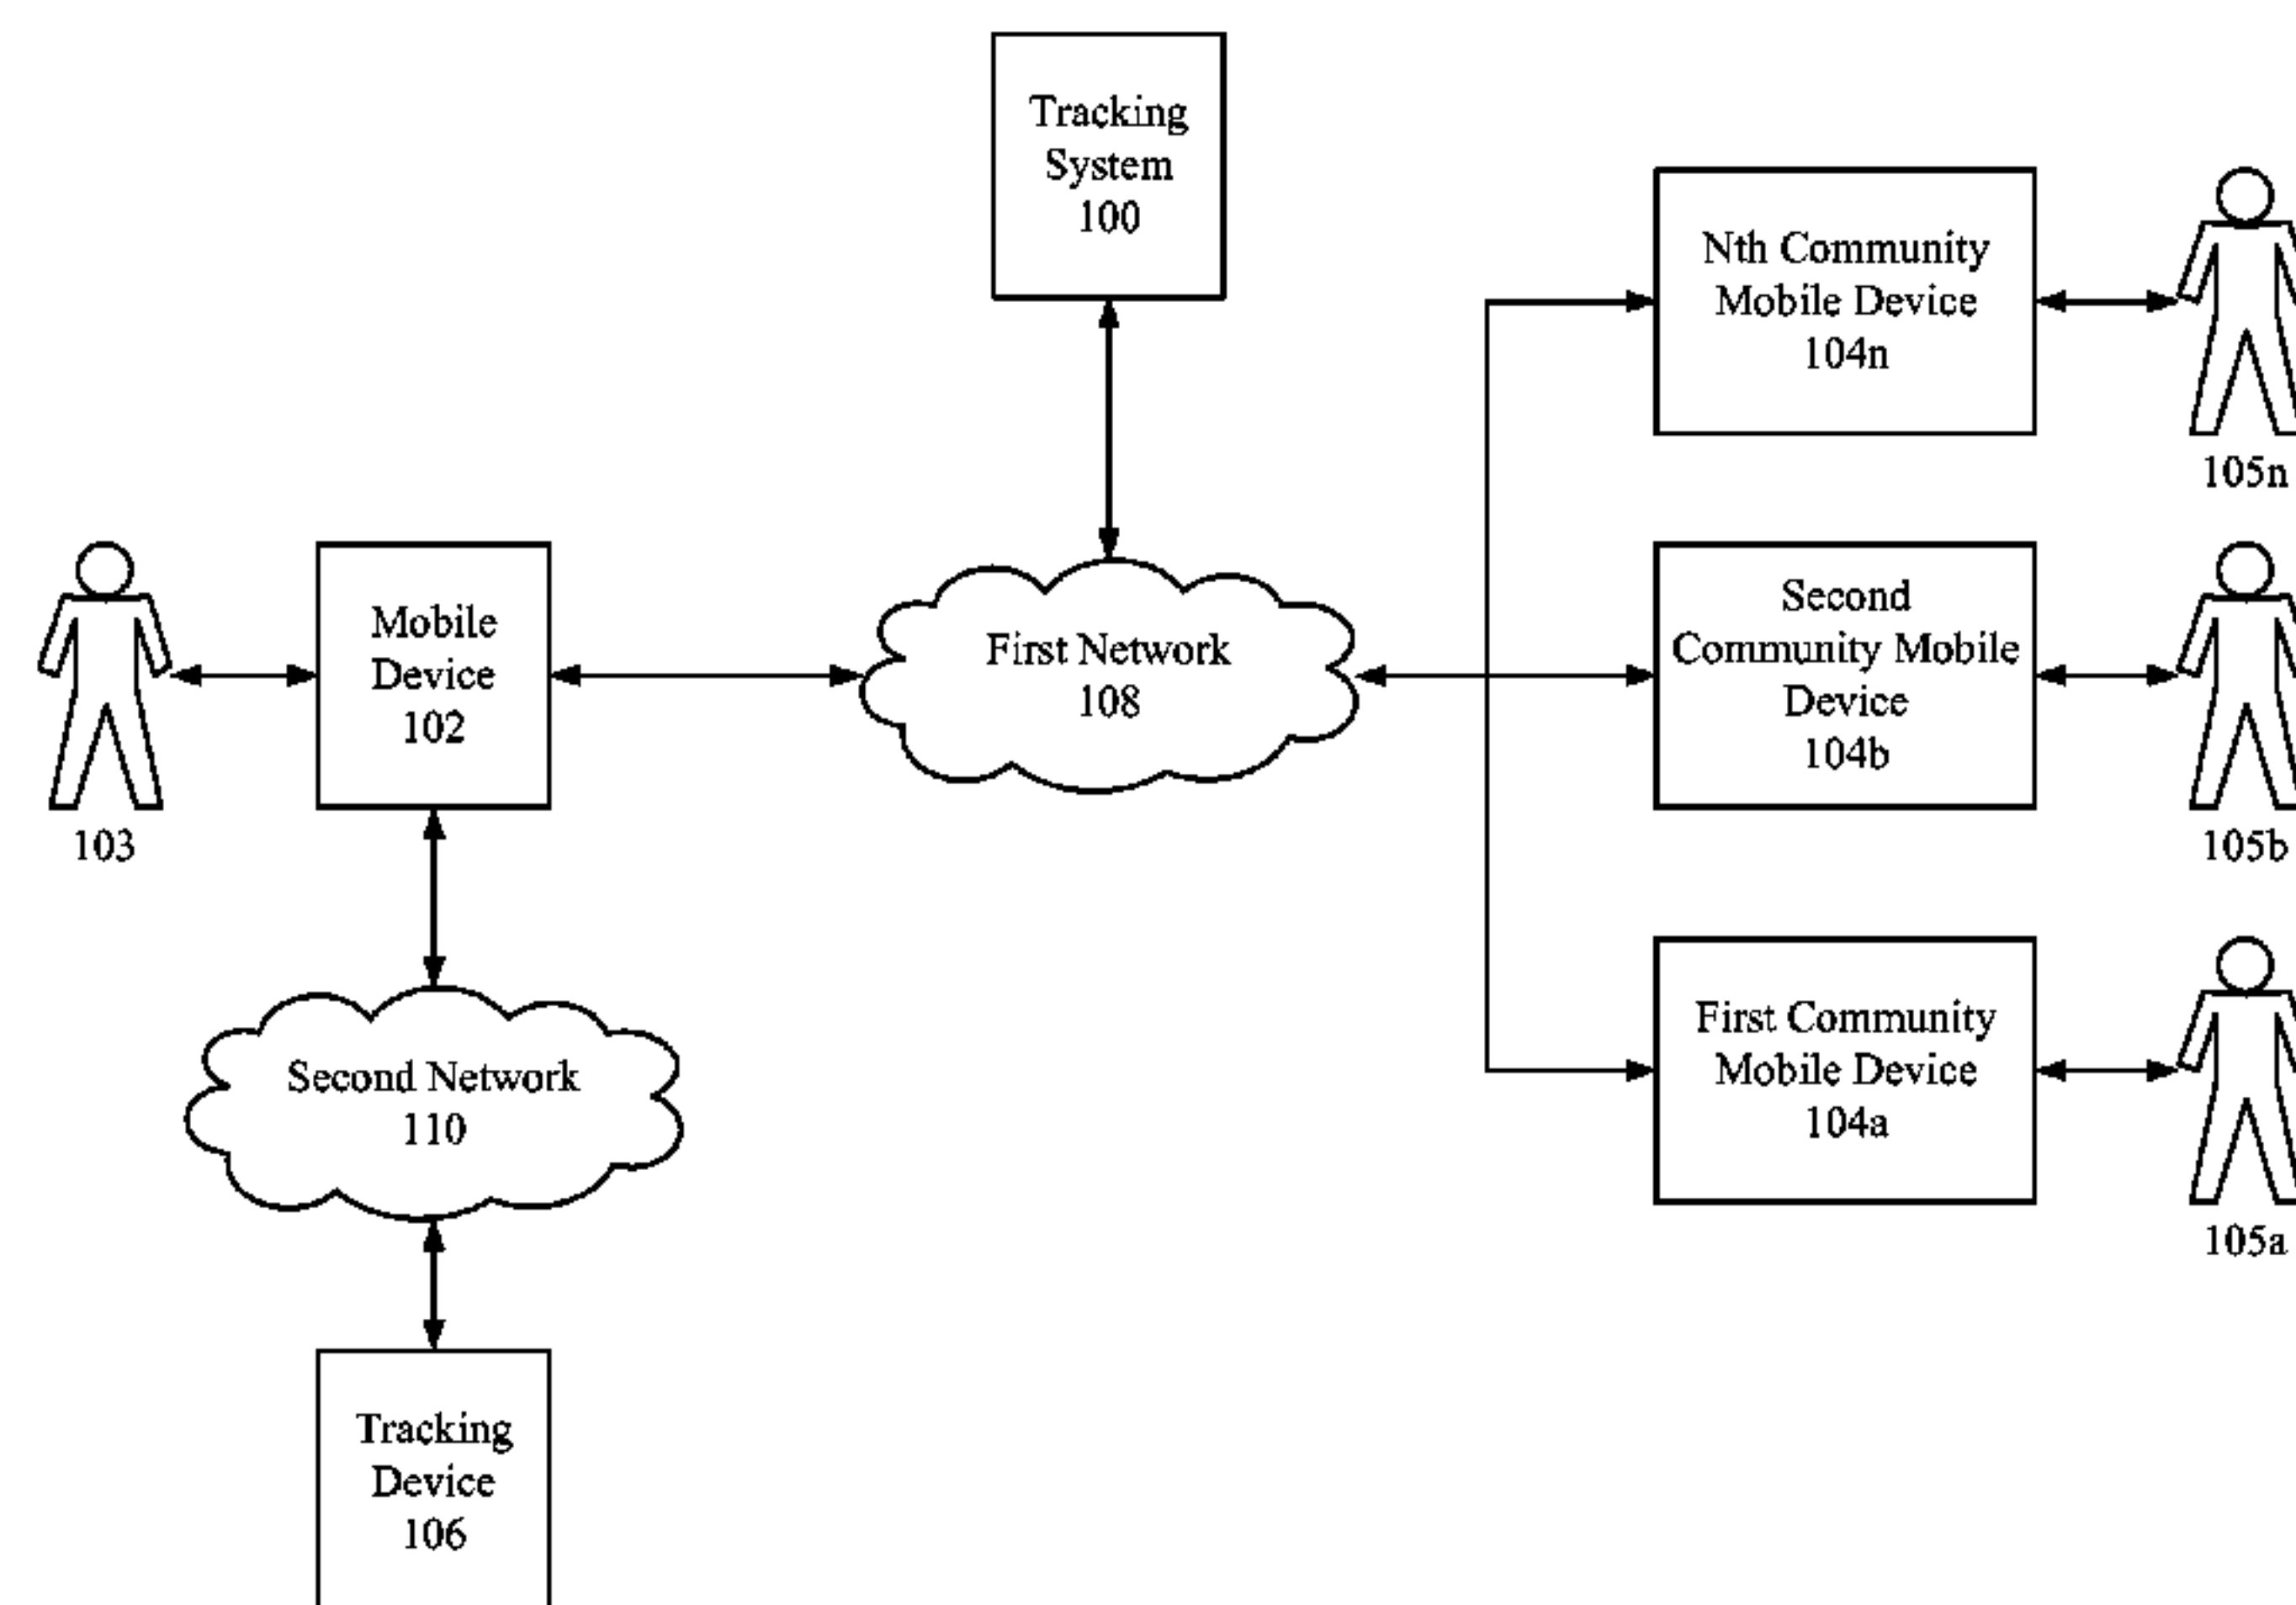 Tracking
System
100
Nth Community
Mobile Device
104n
105n
Mobile
Device
102
103
First Network
108
Second
Community Mobile
Device
104b
105b
Second Network
110
First Community
Mobile Device
104a
105a
Tracking
Device
106